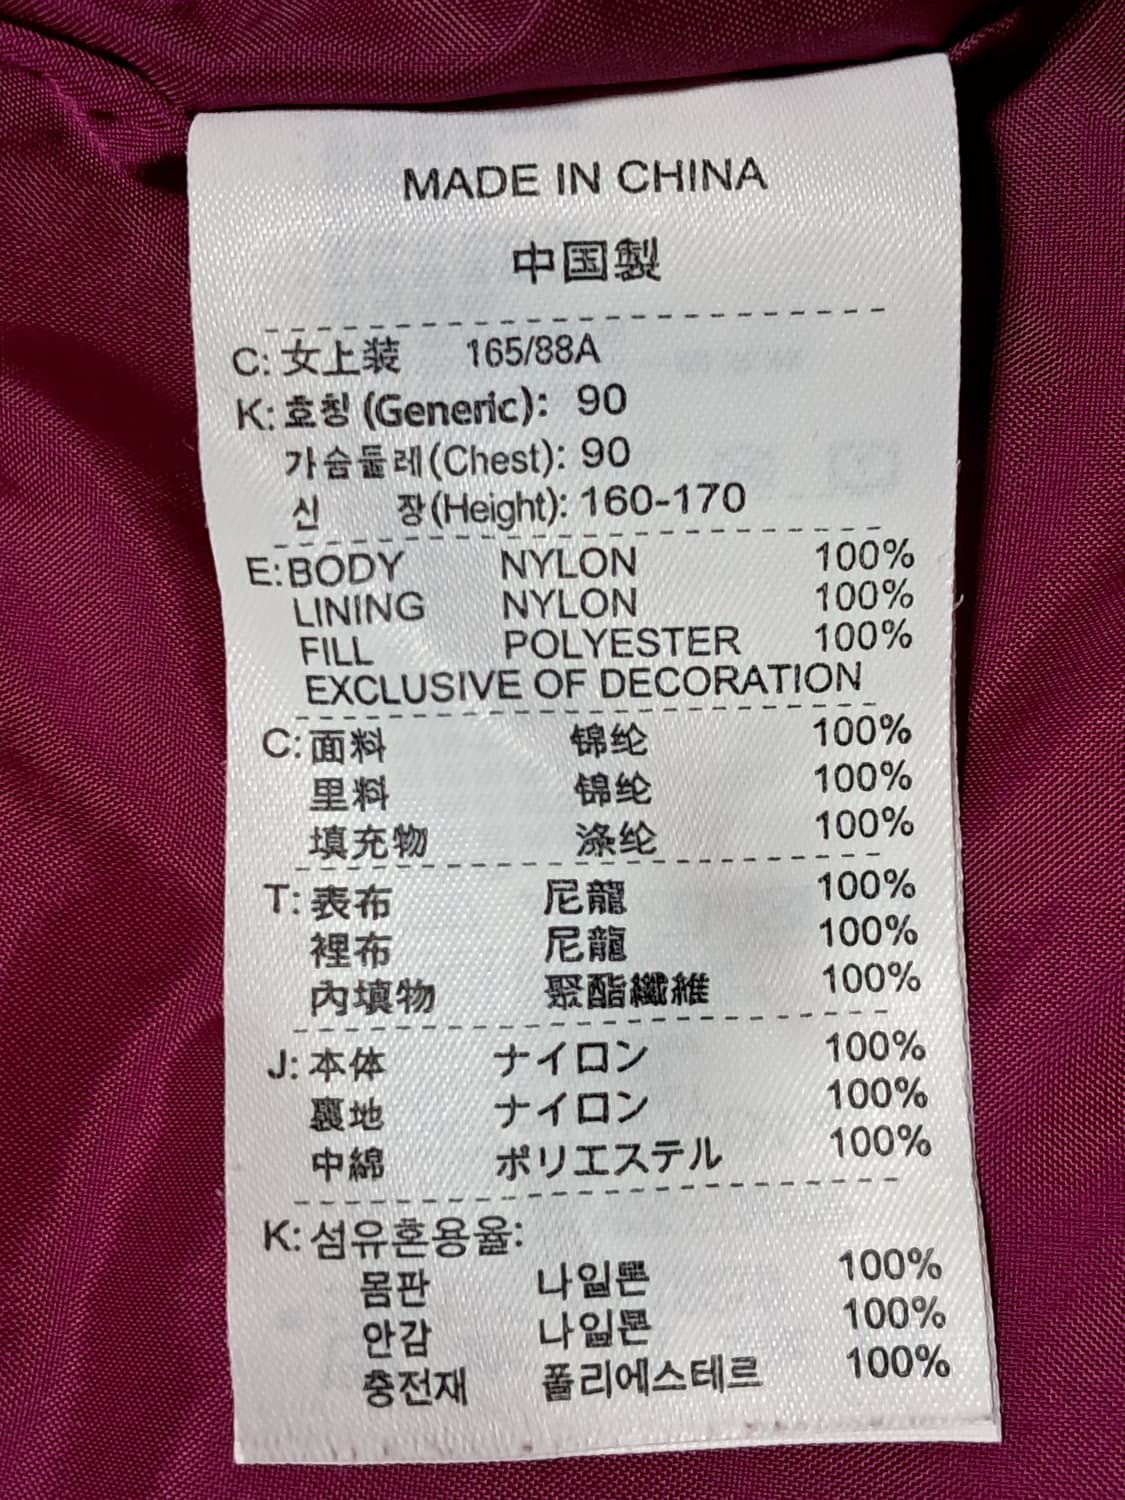 MADE IN CHINA
中国製
C: 女上装 165/88A
K: 호칭 (Generic): 90
가슴둘레(Chest): 90
신 장(Height): 160-170
E: BODY NYLON 100%
LINING NYLON 100%
FILL POLYESTER 100%
EXCLUSIVE OF DECORATION
C: 面料 锦纶 100%
里料 锦纶 100%
填充物 涤纶 100%
T: 表布 尼龍 100%
裡布 尼龍 100%
內填物 聚酯纖維 100%
J: 本体 ナイロン 100%
裏地 ナイロン 100%
中綿 ポリエステル 100%
K: 섬유혼용율:
몸판 나일론 100%
안감 나일론 100%
충전재 폴리에스테르 100%